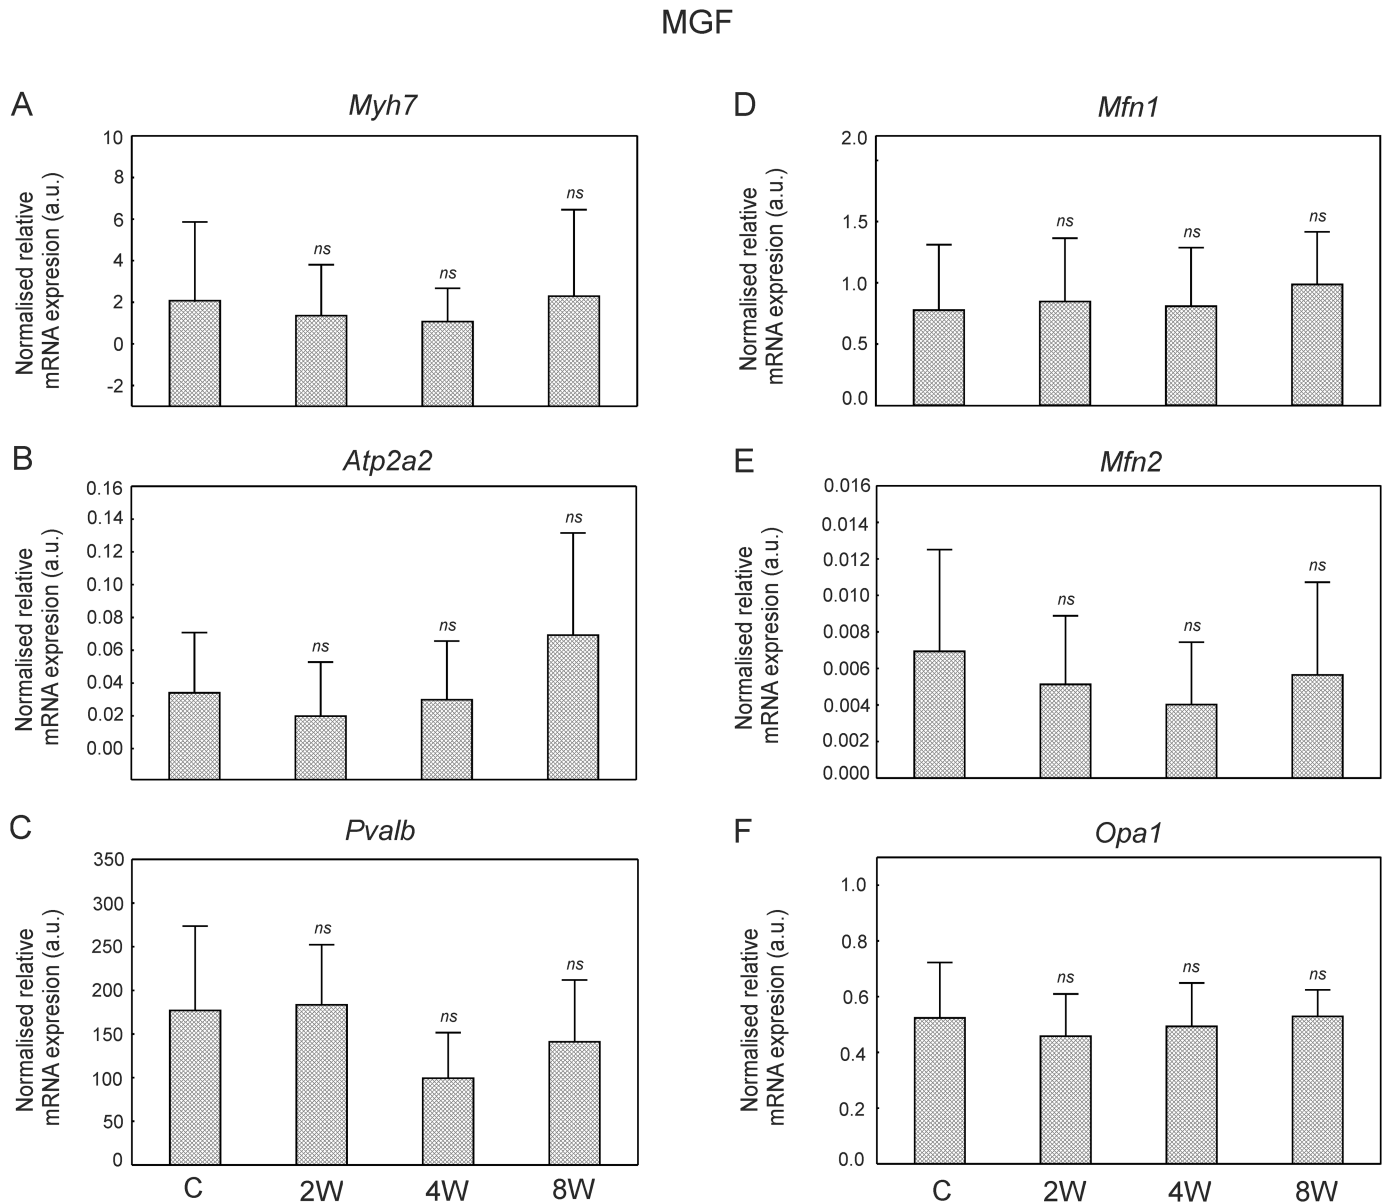 MGF
A
Myh7
Normalised relative
mRNA expresion (a.u.)
10
8
6
4
2
0
-2
ns
ns
ns
B
Atp2a2
Normalised relative
mRNA expresion (a.u.)
0.16
0.14
0.12
0.10
0.08
0.06
0.04
0.02
0.00
ns
ns
ns
C
Pvalb
Normalised relative
mRNA expresion (a.u.)
350
300
250
200
150
100
50
0
ns
ns
ns
C
2W
4W
8W
D
Mfn1
Normalised relative
mRNA expresion (a.u.)
2.0
1.5
1.0
0.5
0.0
ns
ns
ns
E
Mfn2
Normalised relative
mRNA expresion (a.u.)
0.016
0.014
0.012
0.010
0.008
0.006
0.004
0.002
0.000
ns
ns
ns
F
Opa1
Normalised relative
mRNA expresion (a.u.)
1.0
0.8
0.6
0.4
0.2
0.0
ns
ns
ns
C
2W
4W
8W